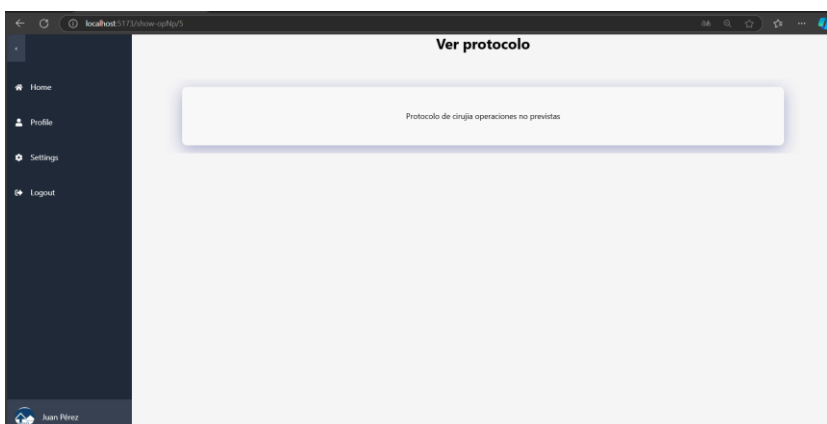 localhost:5173/show-opNp/5
Ver protocolo
Home
Protocolo de cirujia operaciones no previstas
Profile
Settings
Logout
Juan Pérez